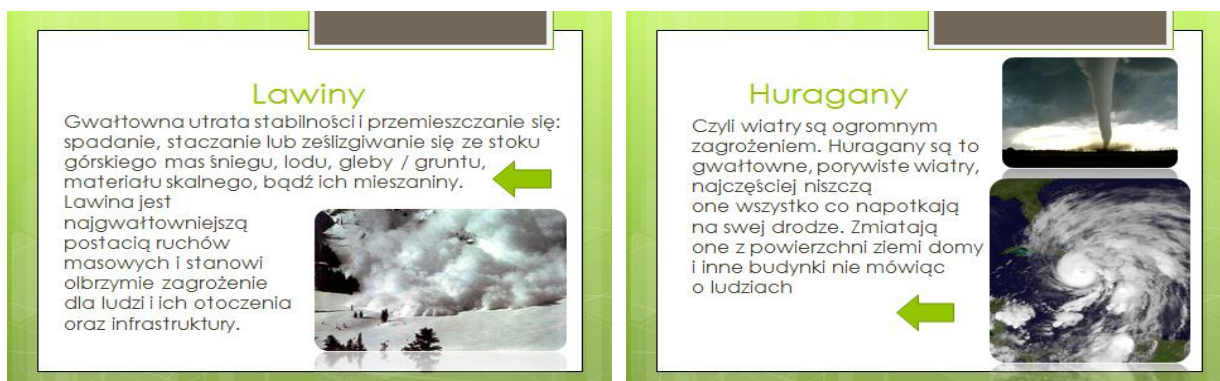 Lawiny
Gwałtowna utrata stabilności i przemieszczanie się:
spadanie, staczanie lub ześlizgiwanie się ze stoku
górskiego mas śniegu, lodu, gleby / gruntu,
materiału skalnego, bądź ich mieszaniny.
Lawina jest
najgwałtowniejszą
postacią ruchów
masowych i stanowi
olbrzymie zagrożenie
dla ludzi i ich otoczenia
oraz infrastruktury.
Huragany
Czyli wiatry są ogromnym
zagrożeniem. Huragany są to
gwałtowne, porywiste wiatry,
najczęściej niszczą
one wszystko co napotkają
na swej drodze. Zmiatają
one z powierzchni ziemi domy
i inne budynki nie mówiąc
o ludziach